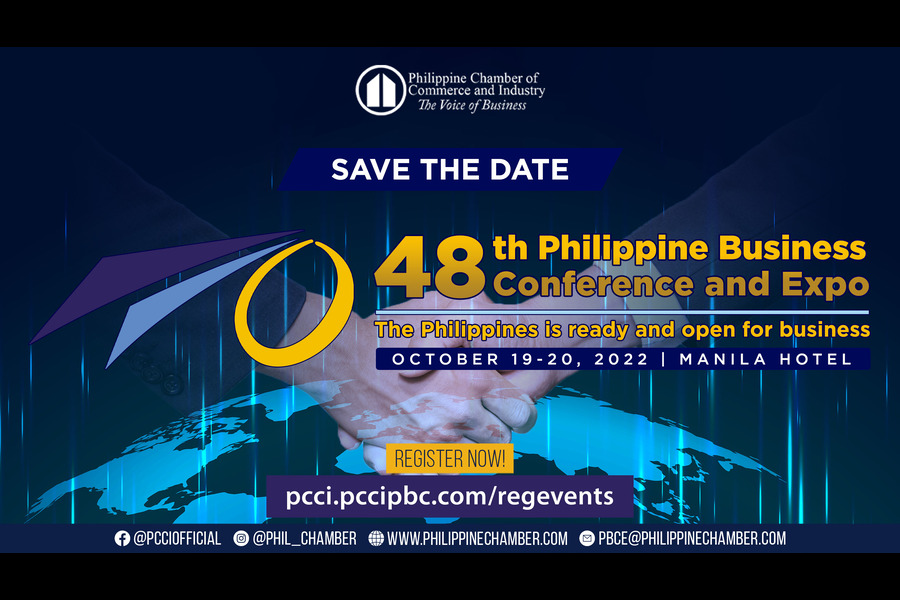 Philippine Chamber of
Commerce and Industry
The Voice of Business
SAVE THE DATE
48th Philippine Business
Conference and Expo
The Philippines is ready and open for business
OCTOBER 19-20, 2022 | MANILA HOTEL
REGISTER NOW!
pcci.pccipbc.com/regevents
@PCCIOFFICIAL @PHIL_CHAMBER WWW.PHILIPPINECHAMBER.COM PBCE@PHILIPPINECHAMBER.COM